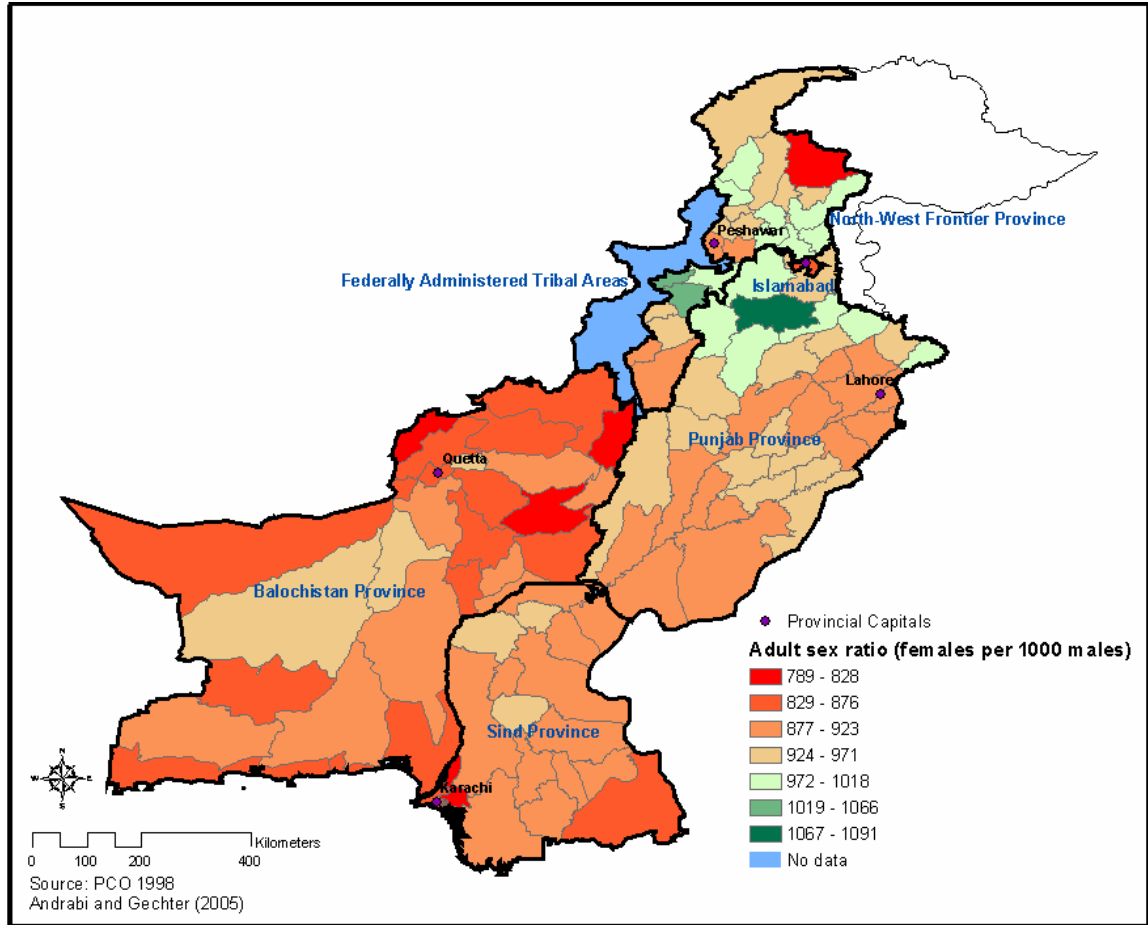 North-West Frontier Province
Peshawar
Federally Administered Tribal Areas
Islamabad
Lahore
Punjab Province
Quetta
Balochistan Province
Sind Province
Karachi
Provincial Capitals
Adult sex ratio (females per 1000 males)
789 - 828
829 - 876
877 - 923
924 - 971
972 - 1018
1019 - 1066
1067 - 1091
No data
N
W E
S
Kilometers
0 100 200 400
Source: PCO 1998
Andrabi and Gechter (2005)